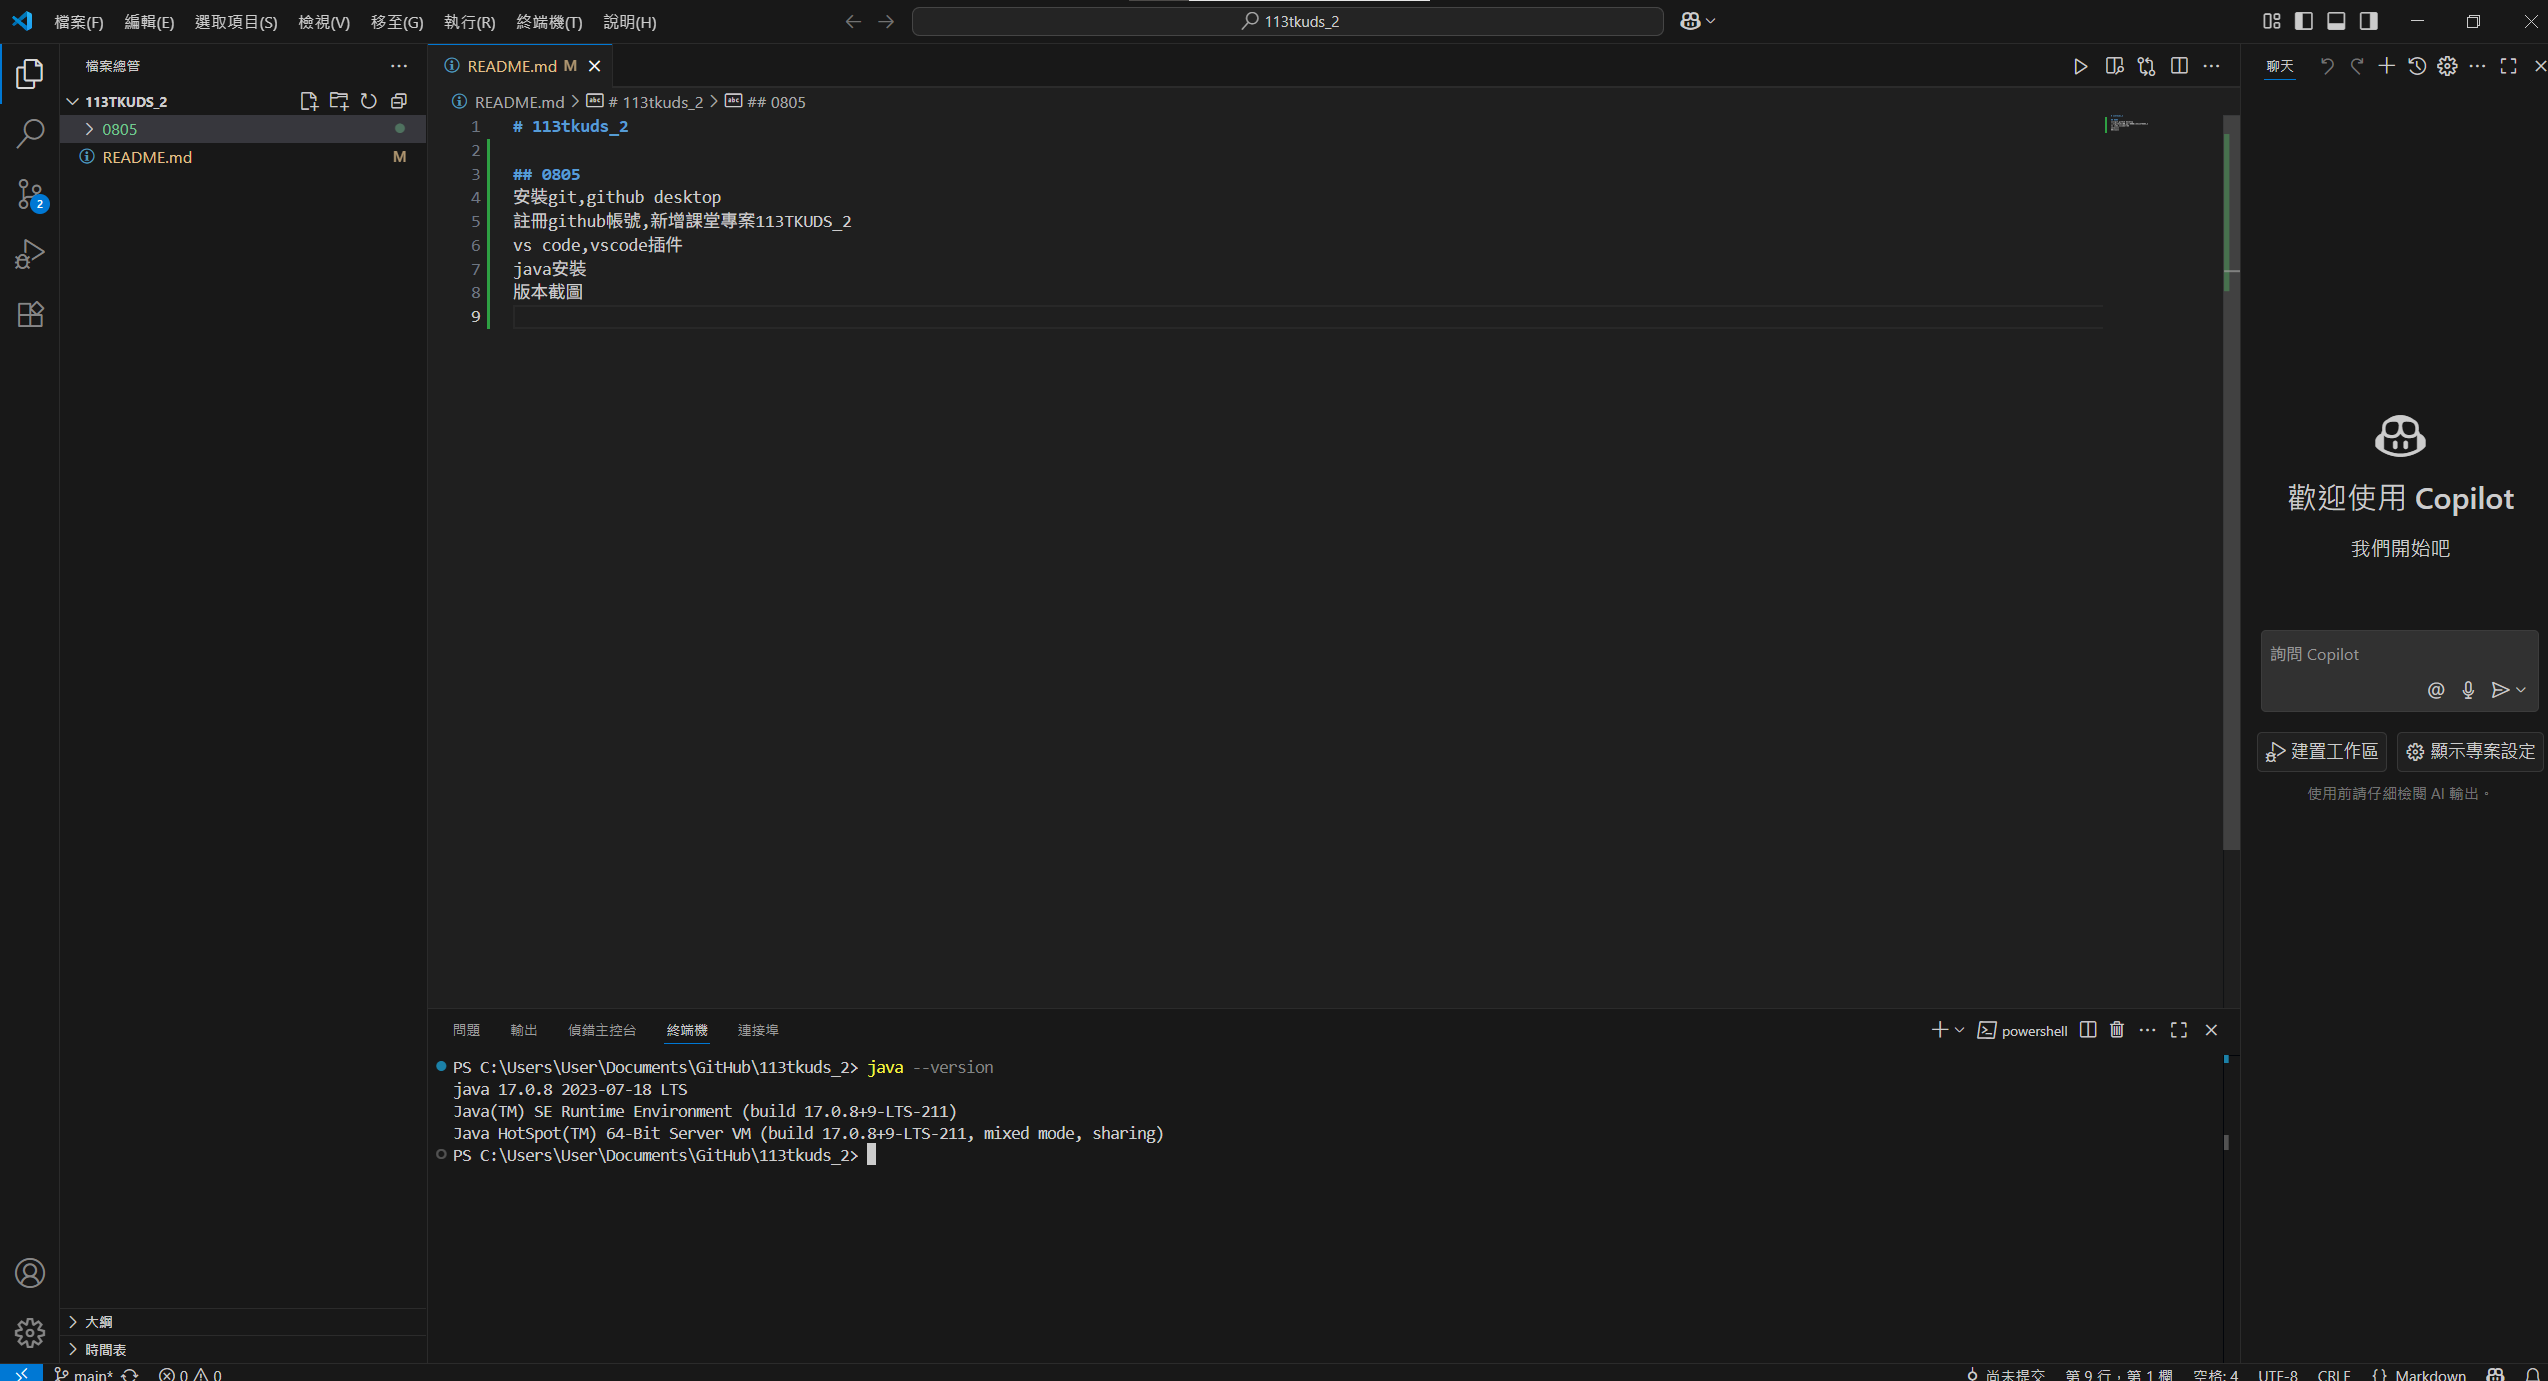 檔案(F) 編輯(E) 選取項目(S) 檢視(V) 移至(G) 執行(R) 終端機(T) 說明(H) 113tkuds_2
檔案總管
113TKUDS_2
0805
README.md M
2
README.md M
README.md > # 113tkuds_2 > ## 0805
1 # 113tkuds_2
2
3 ## 0805
4 安裝git,github desktop
5 註冊github帳號,新增課堂專案113TKUDS_2
6 vs code,vscode插件
7 java安裝
8 版本截圖
9
聊天
歡迎使用 Copilot
我們開始吧
詢問 Copilot
建置工作區 顯示專案設定
使用前請仔細檢閱 AI 輸出。
問題 輸出 偵錯主控台 終端機 連接埠 powershell
PS C:\Users\User\Documents\GitHub\113tkuds_2> java --version
java 17.0.8 2023-07-18 LTS
Java(TM) SE Runtime Environment (build 17.0.8+9-LTS-211)
Java HotSpot(TM) 64-Bit Server VM (build 17.0.8+9-LTS-211, mixed mode, sharing)
PS C:\Users\User\Documents\GitHub\113tkuds_2>
大綱
時間表
main* 0 0 尚未提交 第 9 行，第 1 欄 空格: 4 UTF-8 CRLF {} Markdown